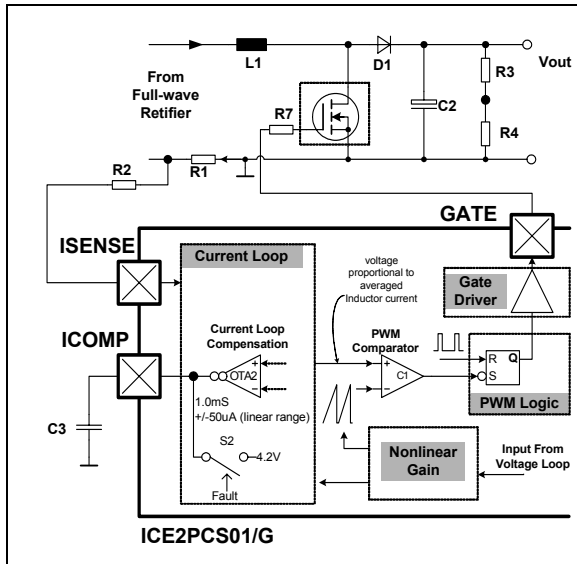 L1
D1
Vout
From
Full-wave
Retifier
R7
C2
R3
R4
R2
R1
GATE
ISENSE
Current Loop
voltage
proportional to
averaged
Inductor current
Gate
Driver
ICOMP
Current Loop
Compensation
PWM
Comparator
OTA2
+
-
+
-
C1
R
Q
S
PWM Logic
C3
1.0mS
+/-50uA (linear range)
S2
4.2V
Fault
Nonlinear
Gain
Input From
Voltage Loop
ICE2PCS01/G